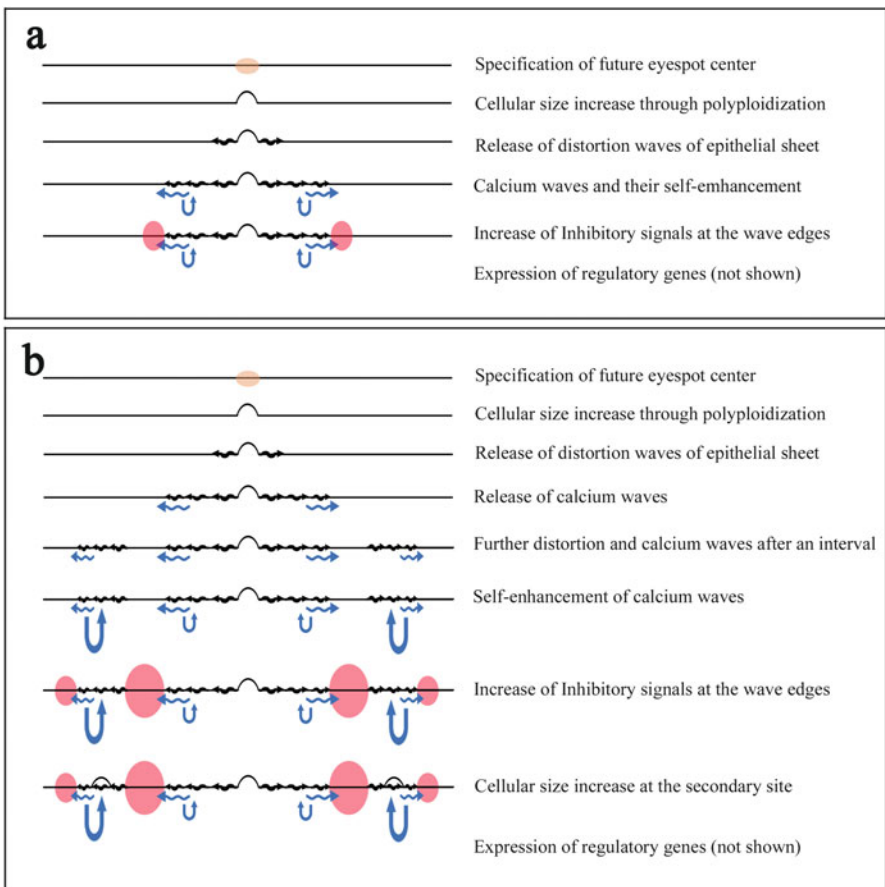 a
Specification of future eyespot center
Cellular size increase through polyploidization
Release of distortion waves of epithelial sheet
Calcium waves and their self-emhancement
Increase of Inhibitory signals at the wave edges
Expression of regulatory genes (not shown)
b
Specification of future eyespot center
Cellular size increase through polyploidization
Release of distortion waves of epithelial sheet
Release of calcium waves
Further distortion and calcium waves after an interval
Self-enhancement of calcium waves
Increase of Inhibitory signals at the wave edges
Cellular size increase at the secondary site
Expression of regulatory genes (not shown)